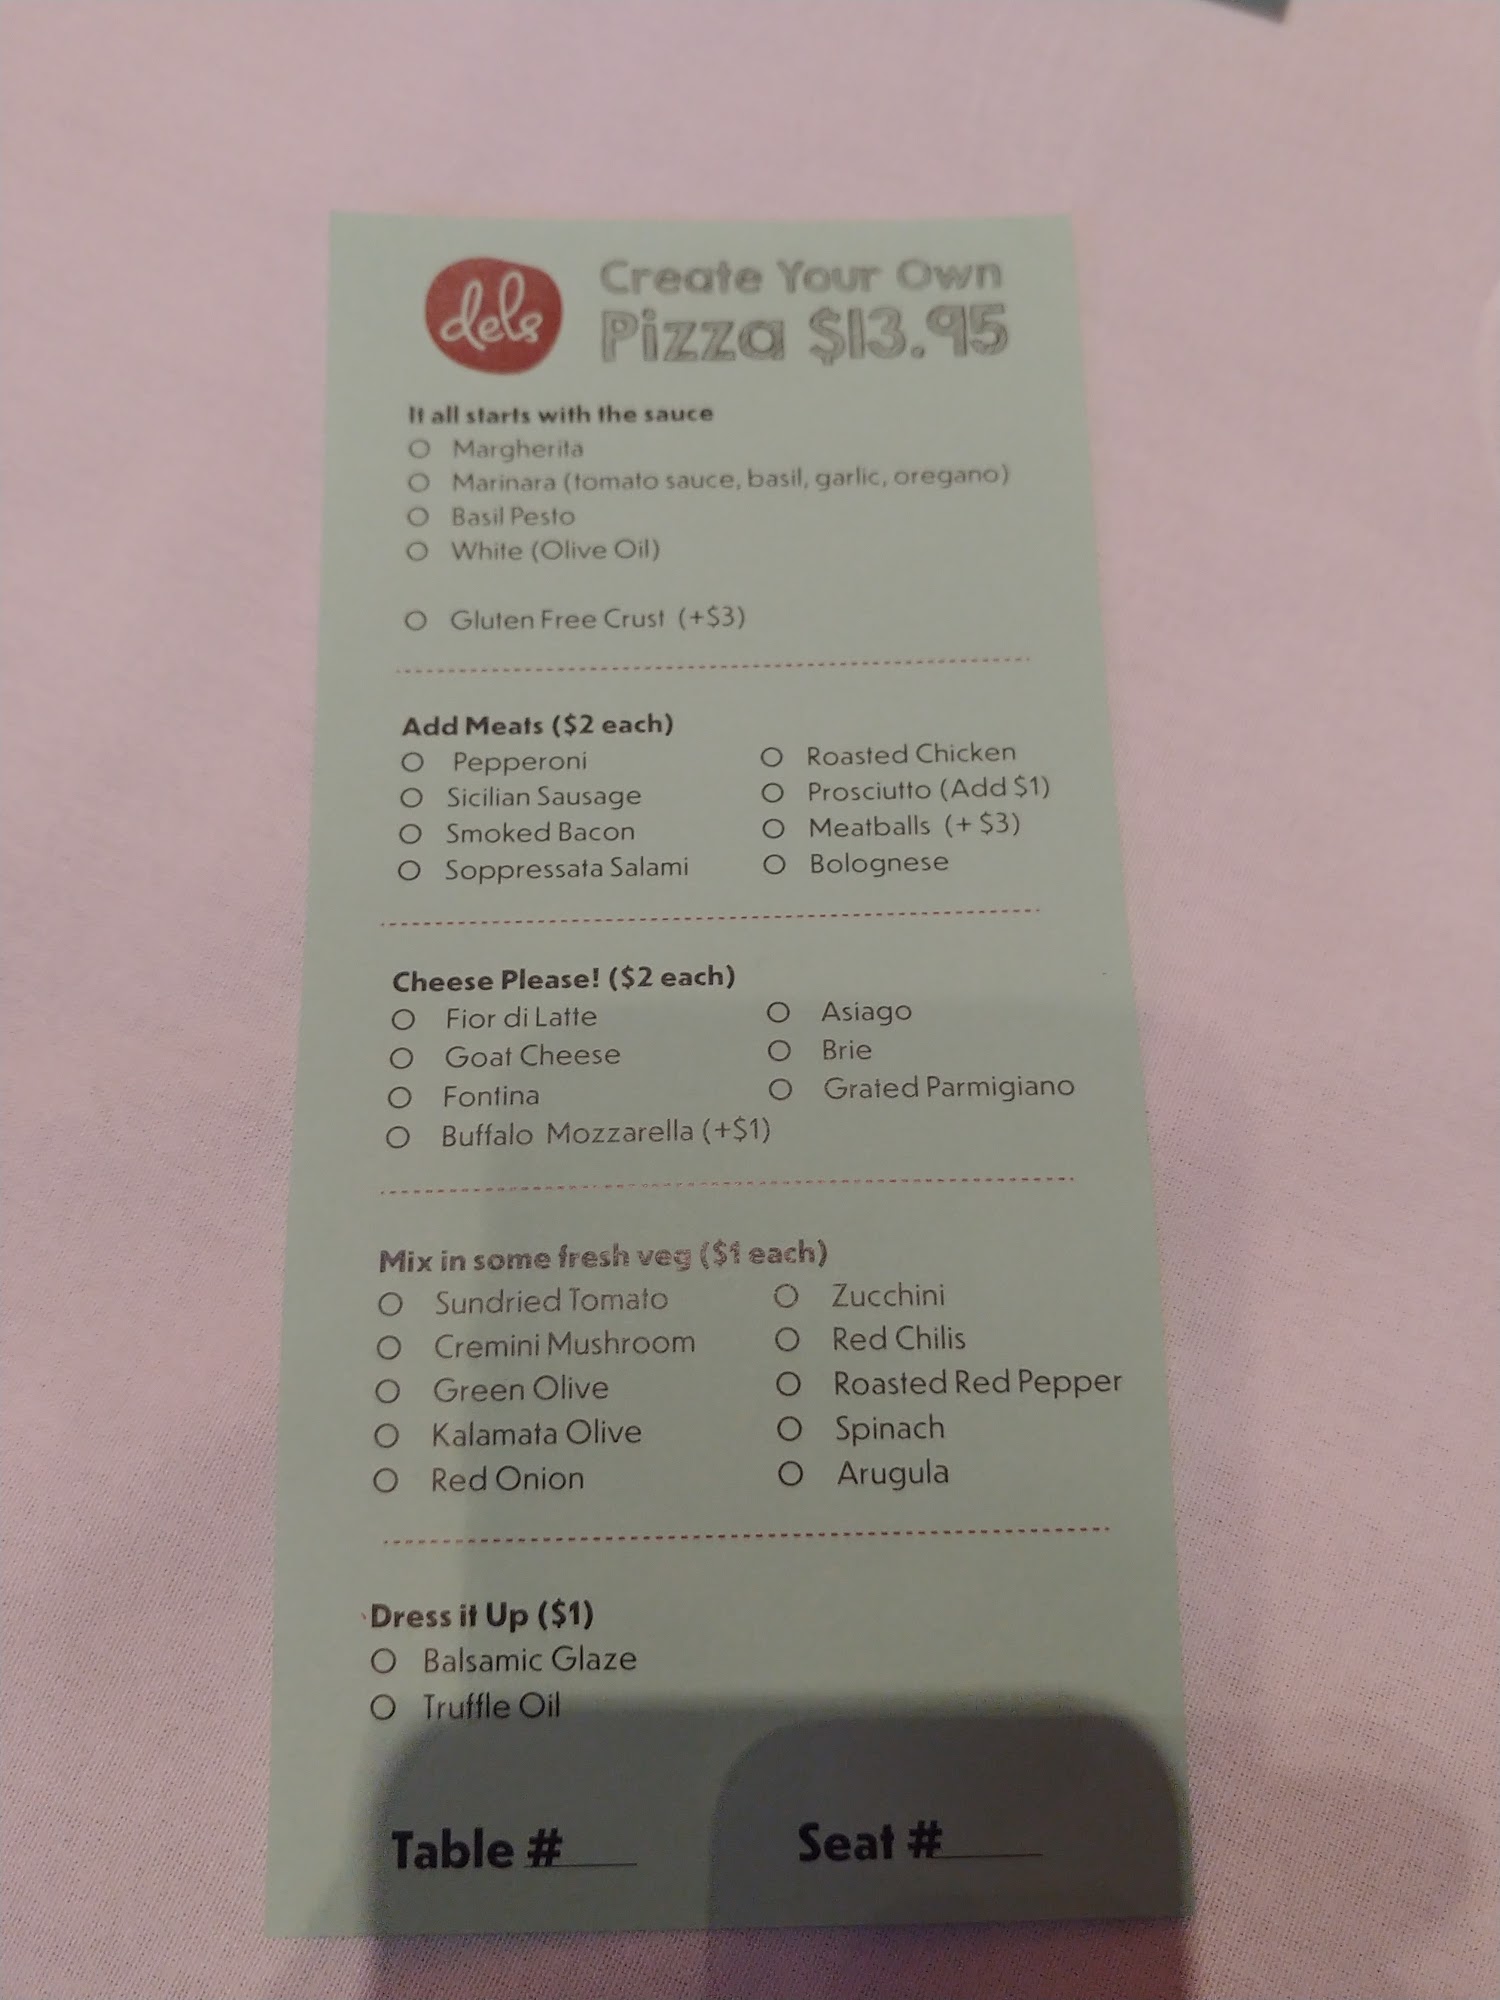 dels
Create Your Own
Pizza $13.95
It all starts with the sauce
Margherita
Marinara (tomato sauce, basil, garlic, oregano)
Basil Pesto
White (Olive Oil)
Gluten Free Crust (+$3)
Add Meats ($2 each)
Pepperoni
Sicilian Sausage
Smoked Bacon
Soppressata Salami
Roasted Chicken
Prosciutto (Add $1)
Meatballs (+ $3)
Bolognese
Cheese Please! ($2 each)
Fior di Latte
Goat Cheese
Fontina
Buffalo Mozzarella (+$1)
Asiago
Brie
Grated Parmigiano
Mix in some fresh veg ($1 each)
Sundried Tomato
Cremini Mushroom
Green Olive
Kalamata Olive
Red Onion
Zucchini
Red Chilis
Roasted Red Pepper
Spinach
Arugula
Dress it Up ($1)
Balsamic Glaze
Truffle Oil
Table #
Seat #